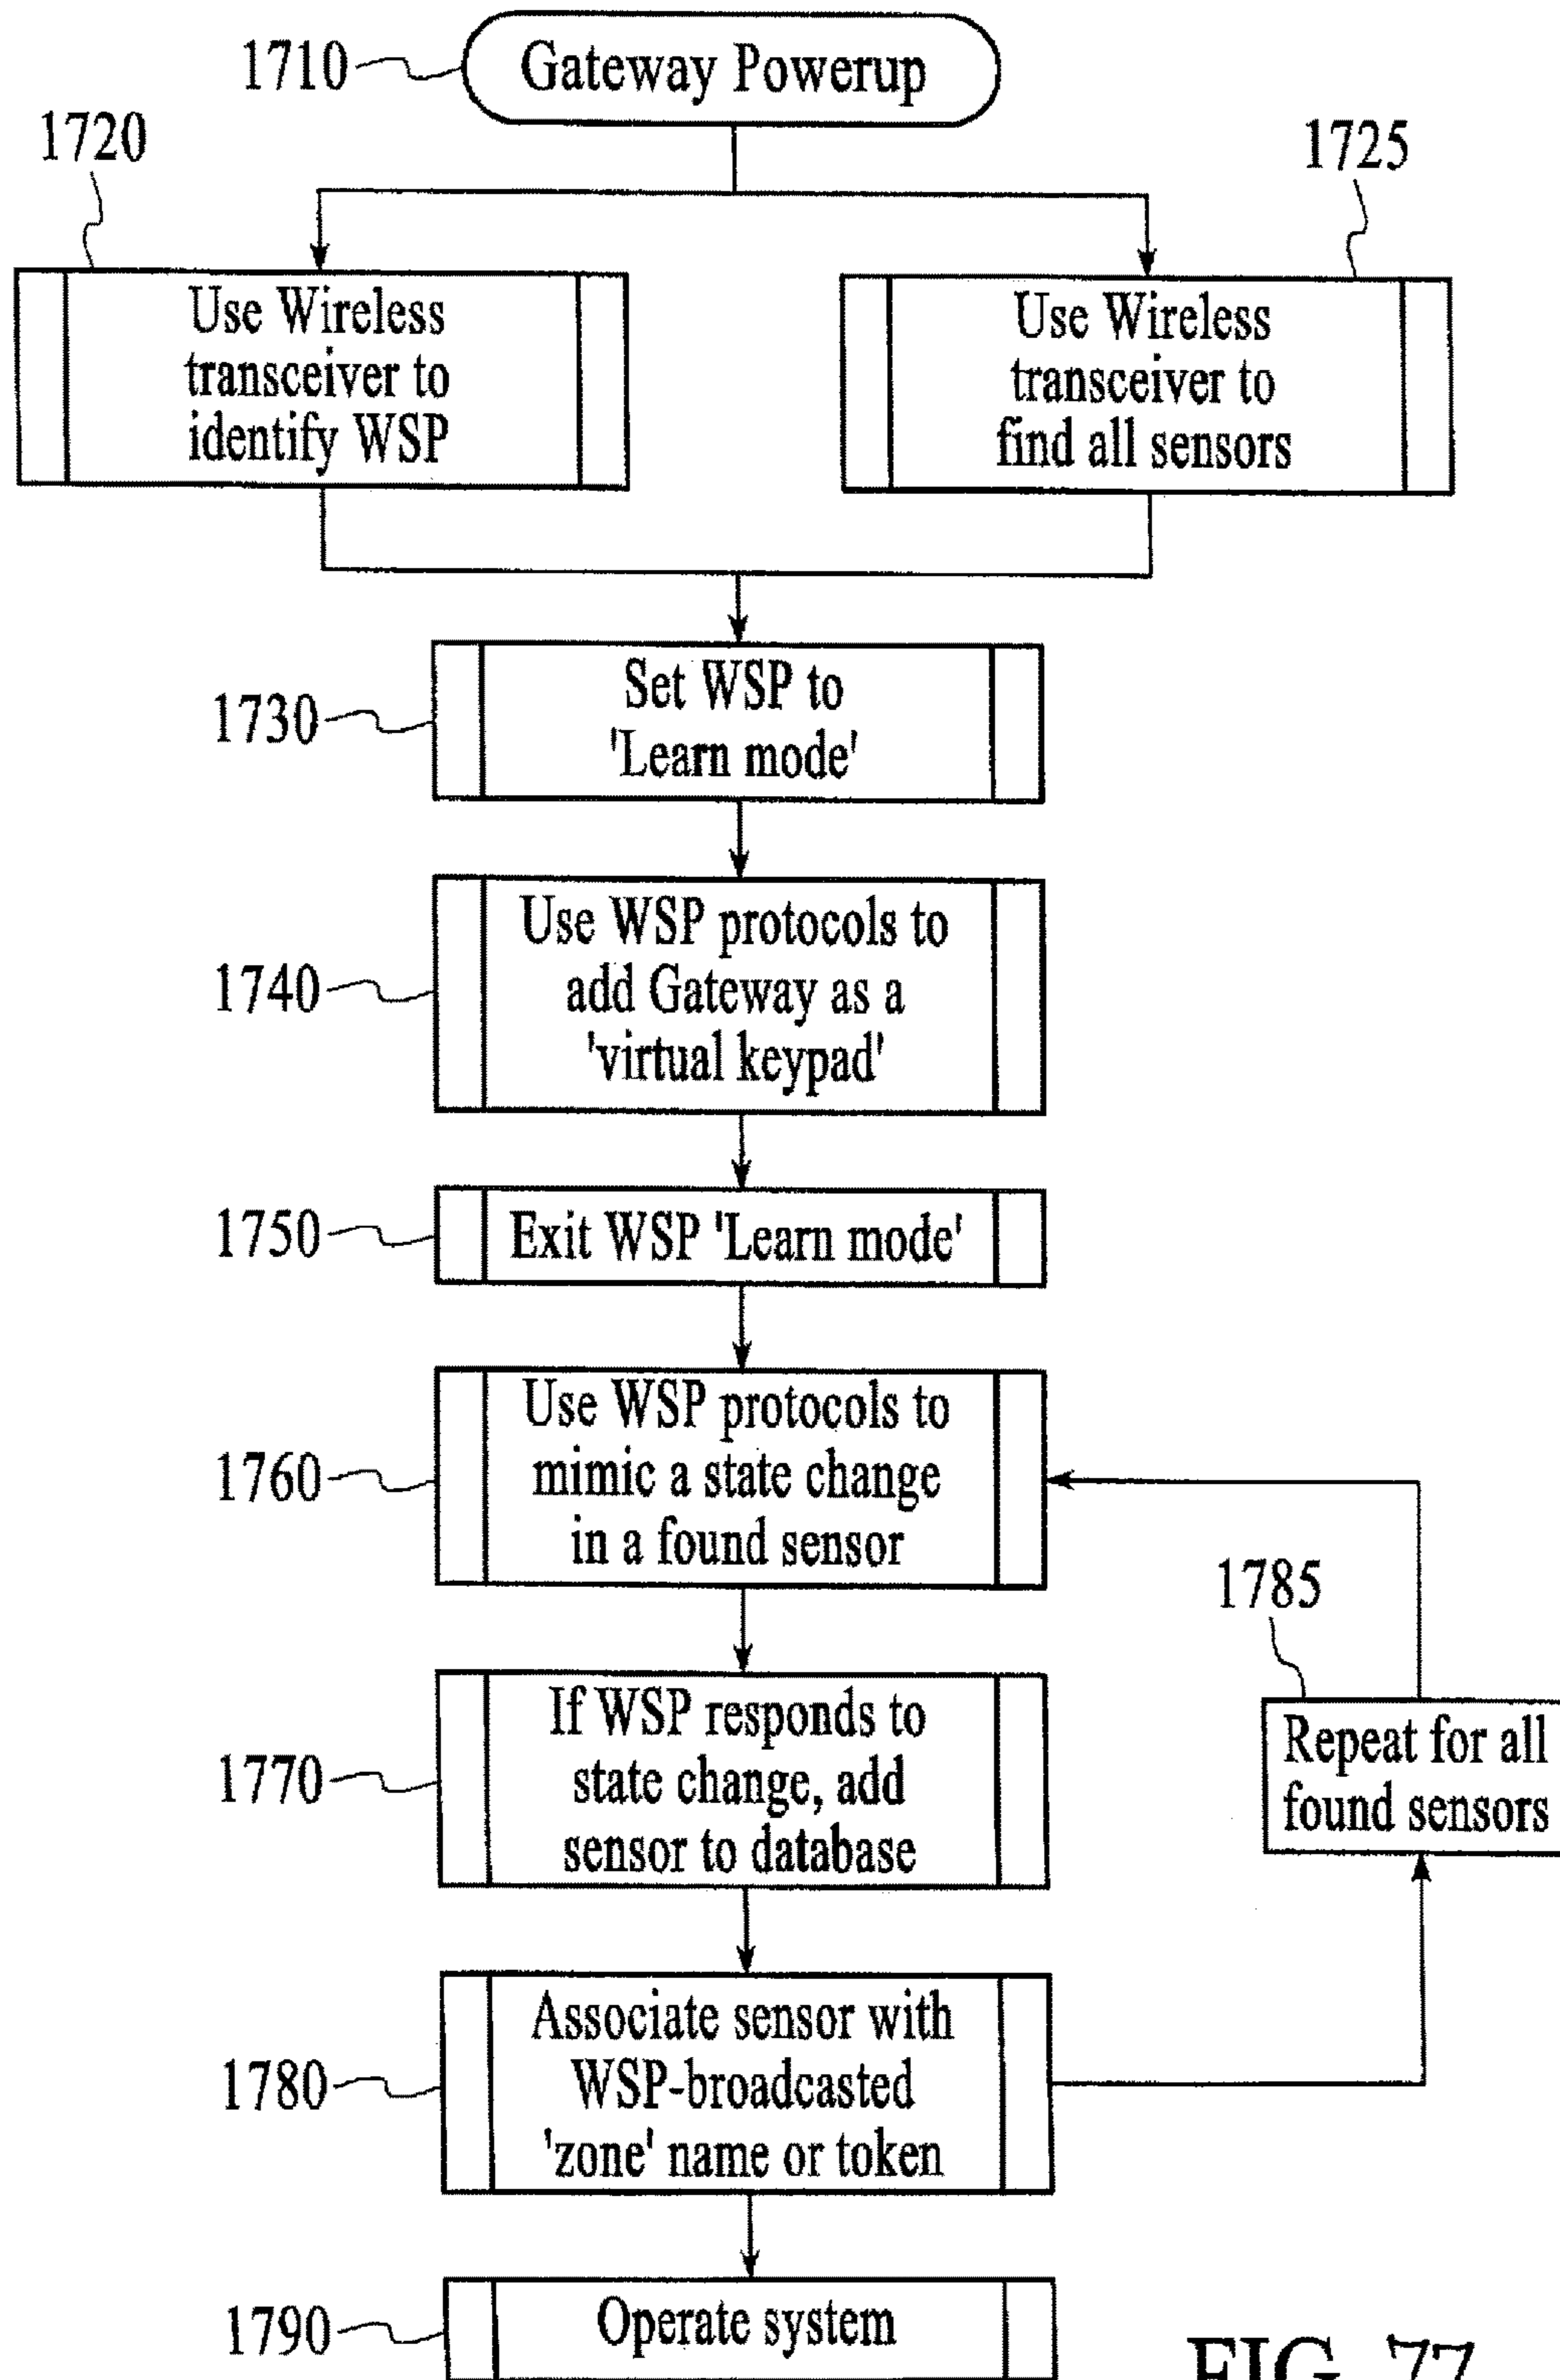 1710
Gateway Powerup
1720
1725
Use Wireless
transceiver to
identify WSP
Use Wireless
transceiver to
find all sensors
1730
Set WSP to
'Learn mode'
1740
Use WSP protocols to
add Gateway as a
'virtual keypad'
1750
Exit WSP 'Learn mode'
1760
Use WSP protocols to
mimic a state change
in a found sensor
1785
Repeat for all
found sensors
1770
If WSP responds to
state change, add
sensor to database
1780
Associate sensor with
WSP-broadcasted
'zone' name or token
1790
Operate system
FIG. 77